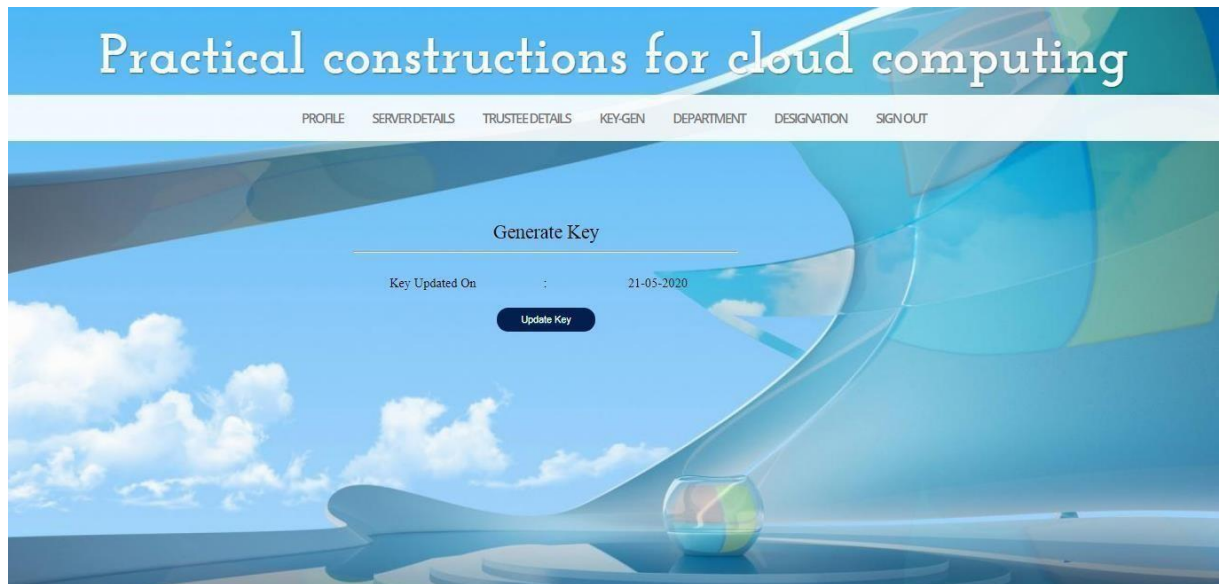 Practical constructions for cloud computing
PROFILE SERVER DETAILS TRUSTEE DETAILS KEY-GEN DEPARTMENT DESIGNATION SIGN OUT
Generate Key
Key Updated On : 21-05-2020
Update Key